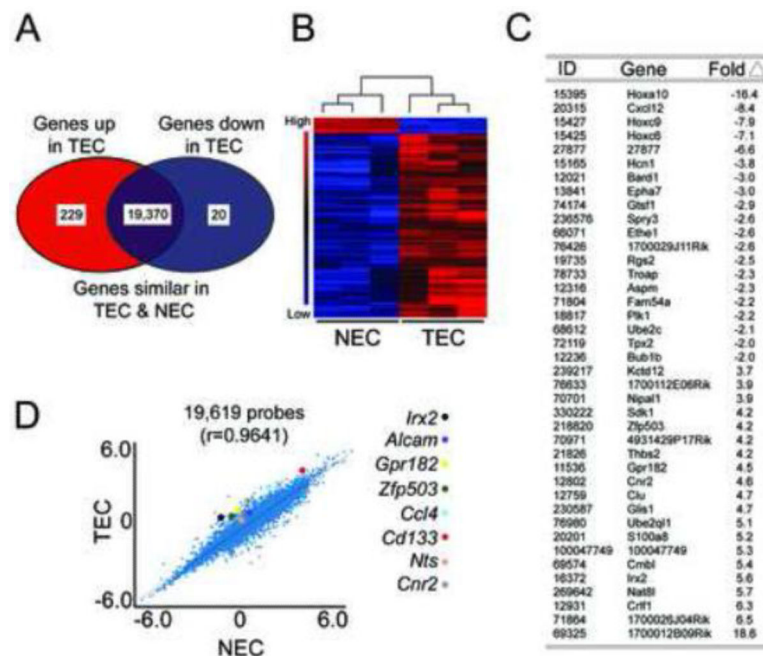 A
Genes up
in TEC
Genes down
in TEC
229
19,370
20
Genes similar in
TEC & NEC
B
High
Low
NEC
TEC
C
ID Gene Fold △
15395 Hoxa10 -16.4
20315 Cxcl12 -8.4
15427 Hoxc9 -7.9
15425 Hoxc6 -7.1
27877 27877 -6.6
15165 Hcn1 -3.8
12021 Bard1 -3.0
13841 Epha7 -3.0
74174 Gtsf1 -2.9
236576 Spry3 -2.6
66071 Ethe1 -2.6
76426 1700029J11Rik -2.6
19735 Rgs2 -2.5
78733 Troap -2.3
12316 Aspm -2.3
71804 Fam54a -2.2
18817 Plk1 -2.2
68612 Ube2c -2.1
72119 Tpx2 -2.0
12236 Bub1b -2.0
239217 Kctd12 3.7
76633 1700112E06Rik 3.9
70701 Nipal1 3.9
330222 Sdk1 4.2
218820 Zfp503 4.2
70971 4931429P17Rik 4.2
21826 Thbs2 4.2
11536 Gpr182 4.5
12802 Cnr2 4.6
12759 Clu 4.7
230587 Glis1 4.7
76980 Ube2ql1 5.1
20201 S100a8 5.2
100047749 100047749 5.3
69574 Cmbl 5.4
16372 Irx2 5.6
269642 Nat8l 5.7
12931 Crlf1 6.3
71864 1700026J04Rik 6.5
69325 1700012B09Rik 18.6
D
19,619 probes
(r=0.9641)
6.0
TEC
0
-6.0
-6.0 0 6.0
NEC
Irx2
Alcam
Gpr182
Zfp503
Ccl4
Cd133
Nts
Cnr2